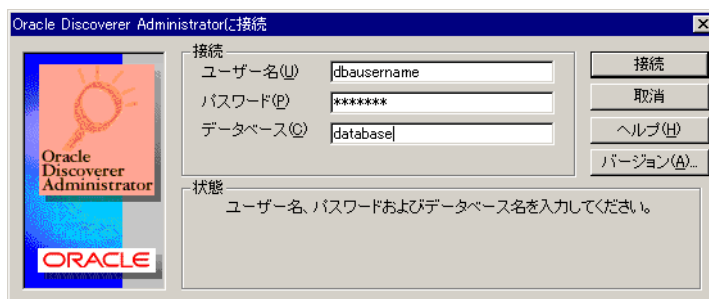 Oracle Discoverer Administratorに接続
接続
ユーザー名(U)
dbausername
パスワード(P)
*******
データベース(C)
database
接続
取消
ヘルプ(H)
バージョン(A)...
Oracle
Discoverer
Administrator
ORACLE
状態
ユーザー名、パスワードおよびデータベース名を入力してください。